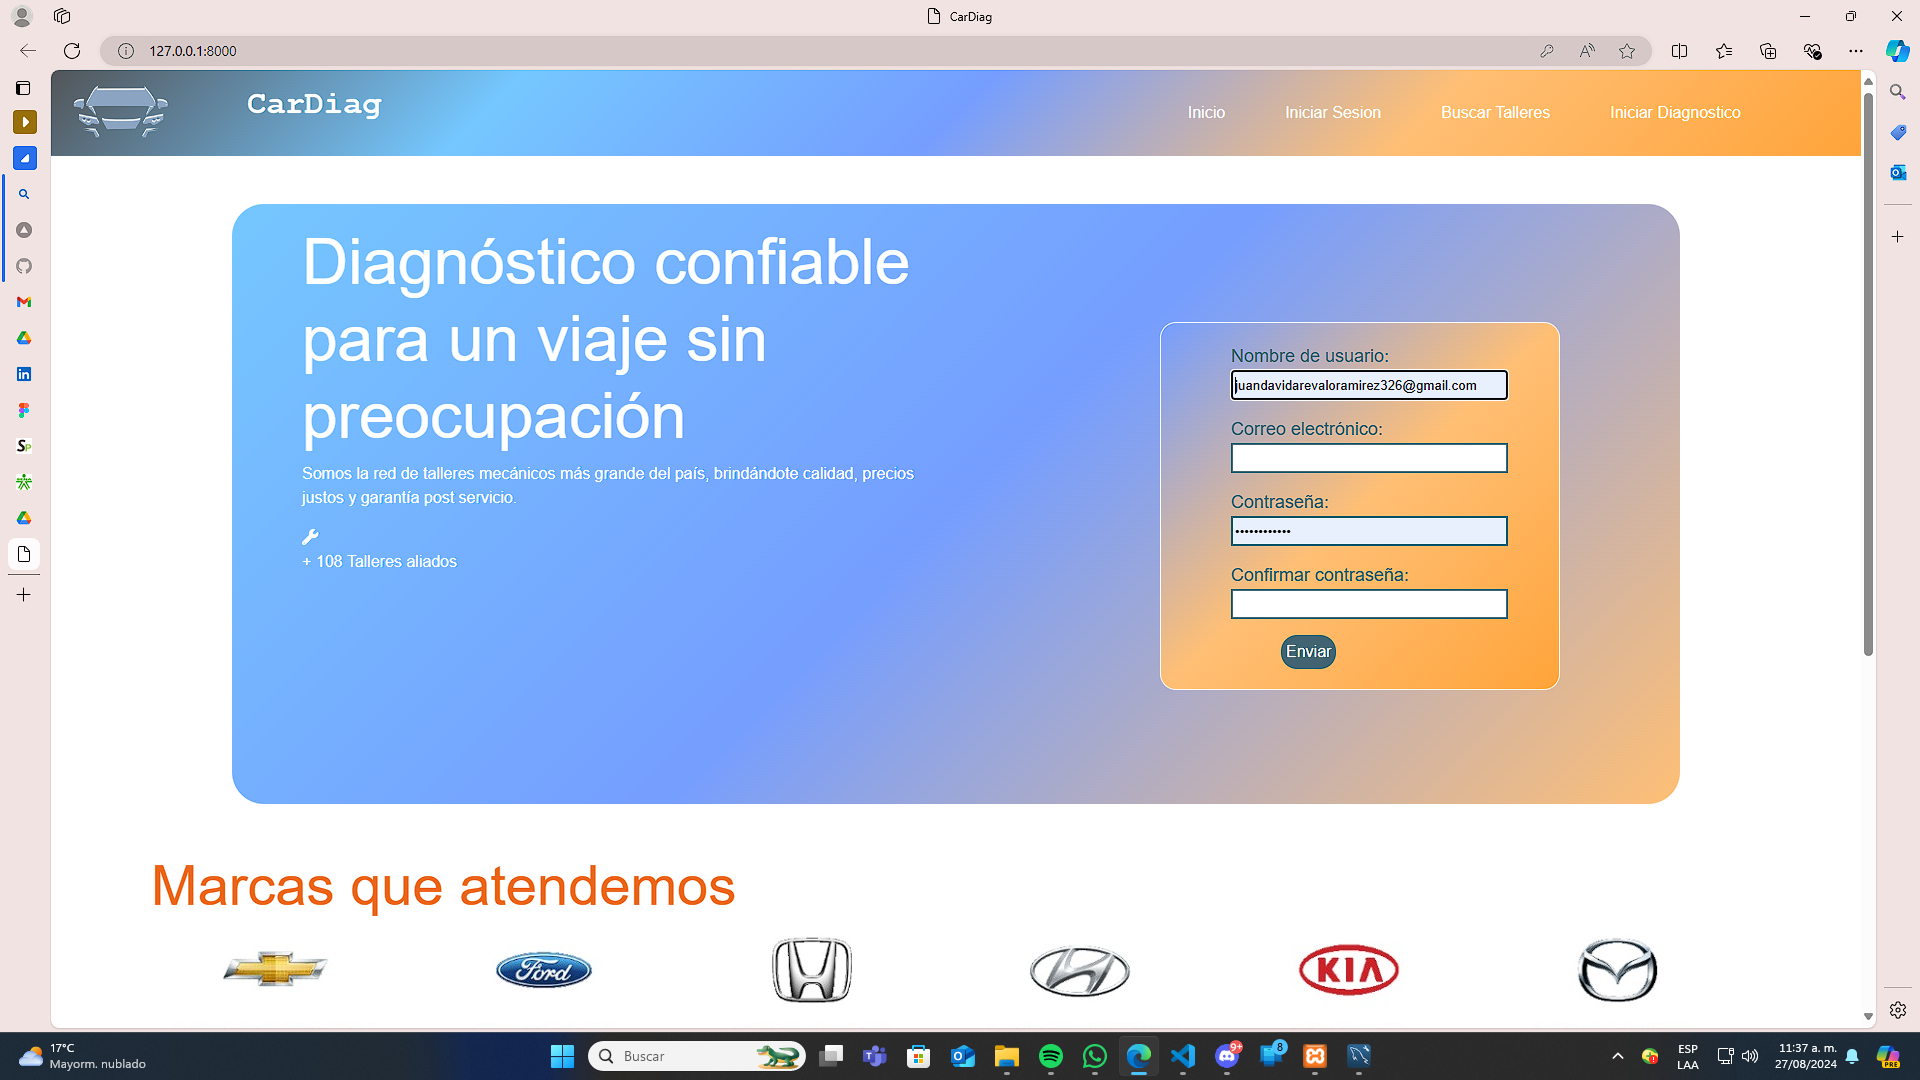 CarDiag
127.0.0.1:8000
CarDiag
Inicio
Iniciar Sesion
Buscar Talleres
Iniciar Diagnostico
Diagnóstico confiable
para un viaje sin
preocupación
Somos la red de talleres mecánicos más grande del país, brindándote calidad, precios
justos y garantía post servicio.
+ 108 Talleres aliados
Nombre de usuario:
juandavidarevaloramirez326@gmail.com
Correo electrónico:
Contraseña:
••••••••••••
Confirmar contraseña:
Enviar
Marcas que atendemos
Ford
KIA
17°C
Mayorm. nublado
Buscar
9+
8
ESP
LAA
11:37 a. m.
27/08/2024
PRE